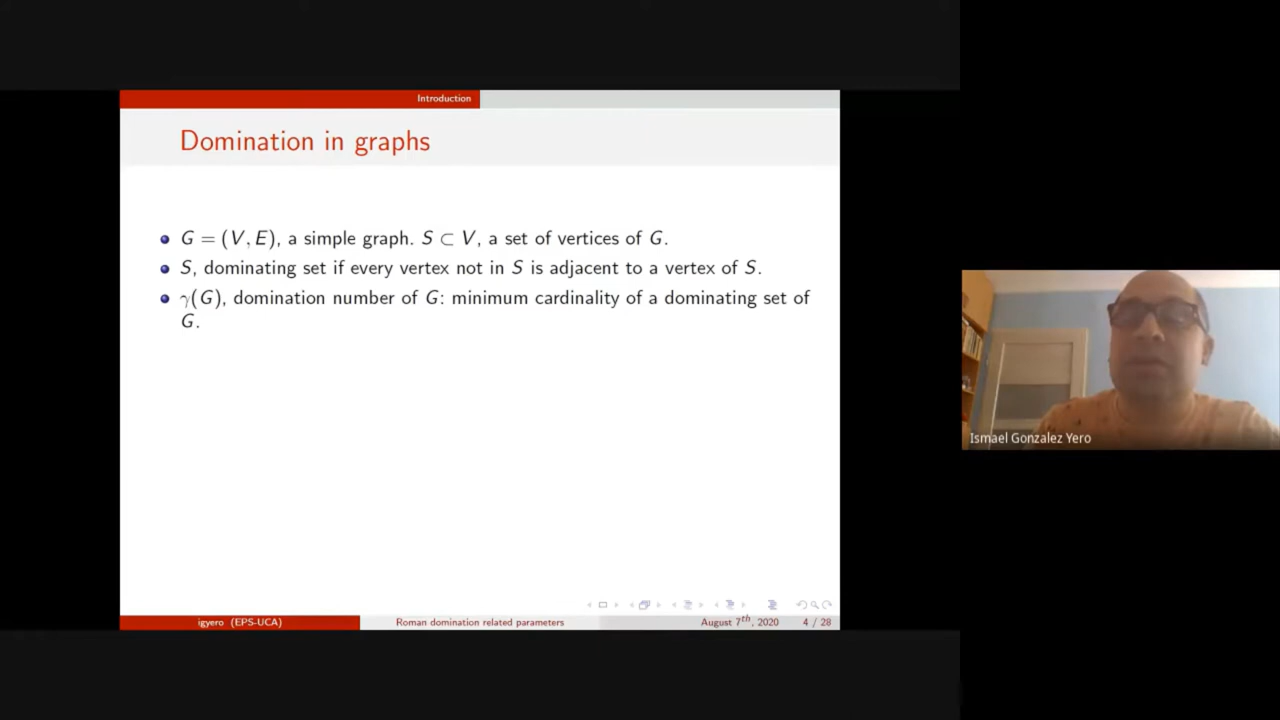 Introduction
Domination in graphs
G = (V, E), a simple graph. S ⊂ V, a set of vertices of G.
S, dominating set if every vertex not in S is adjacent to a vertex of S.
γ(G), domination number of G: minimum cardinality of a dominating set of
G.
igyero (EPS-UCA) Roman domination related parameters August 7th, 2020 4 / 28
Ismael Gonzalez Yero